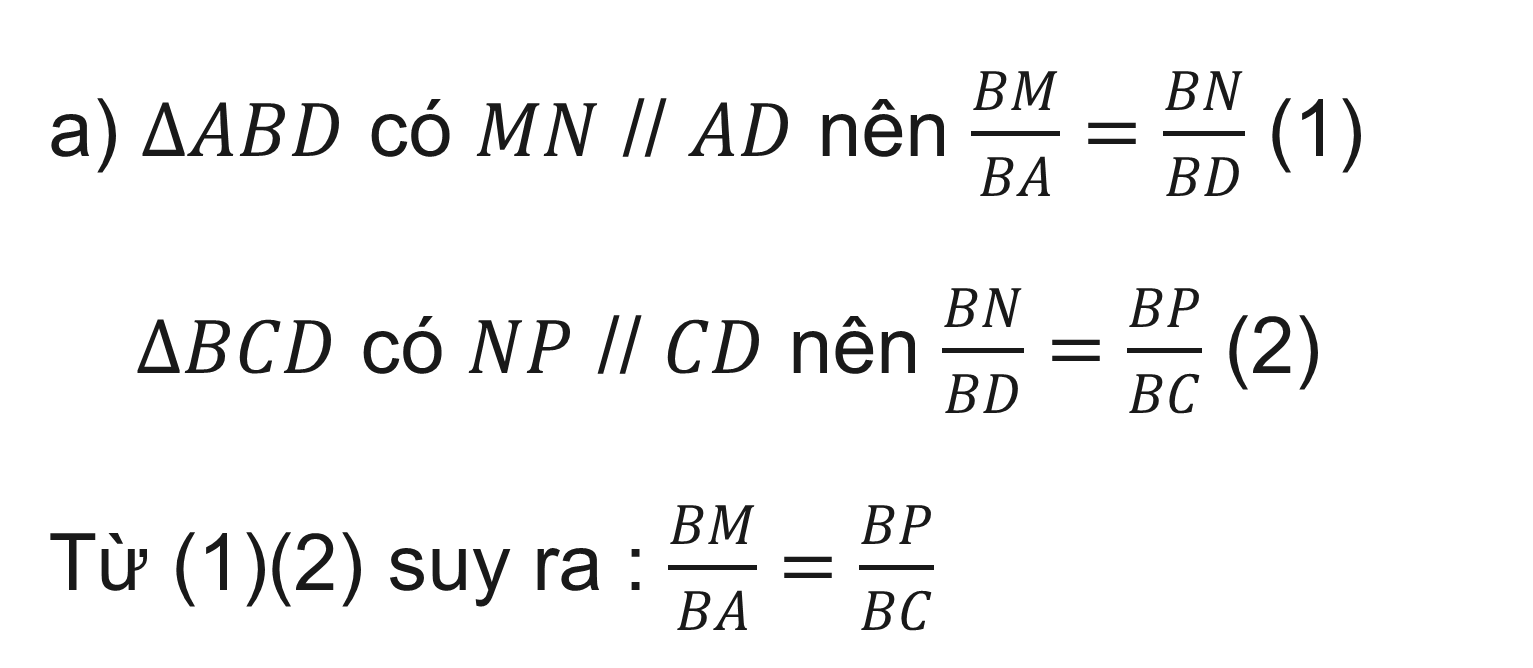 a) ΔABD có MN // AD nên BM/BA = BN/BD (1)
ΔBCD có NP // CD nên BN/BD = BP/BC (2)
Từ (1)(2) suy ra : BM/BA = BP/BC